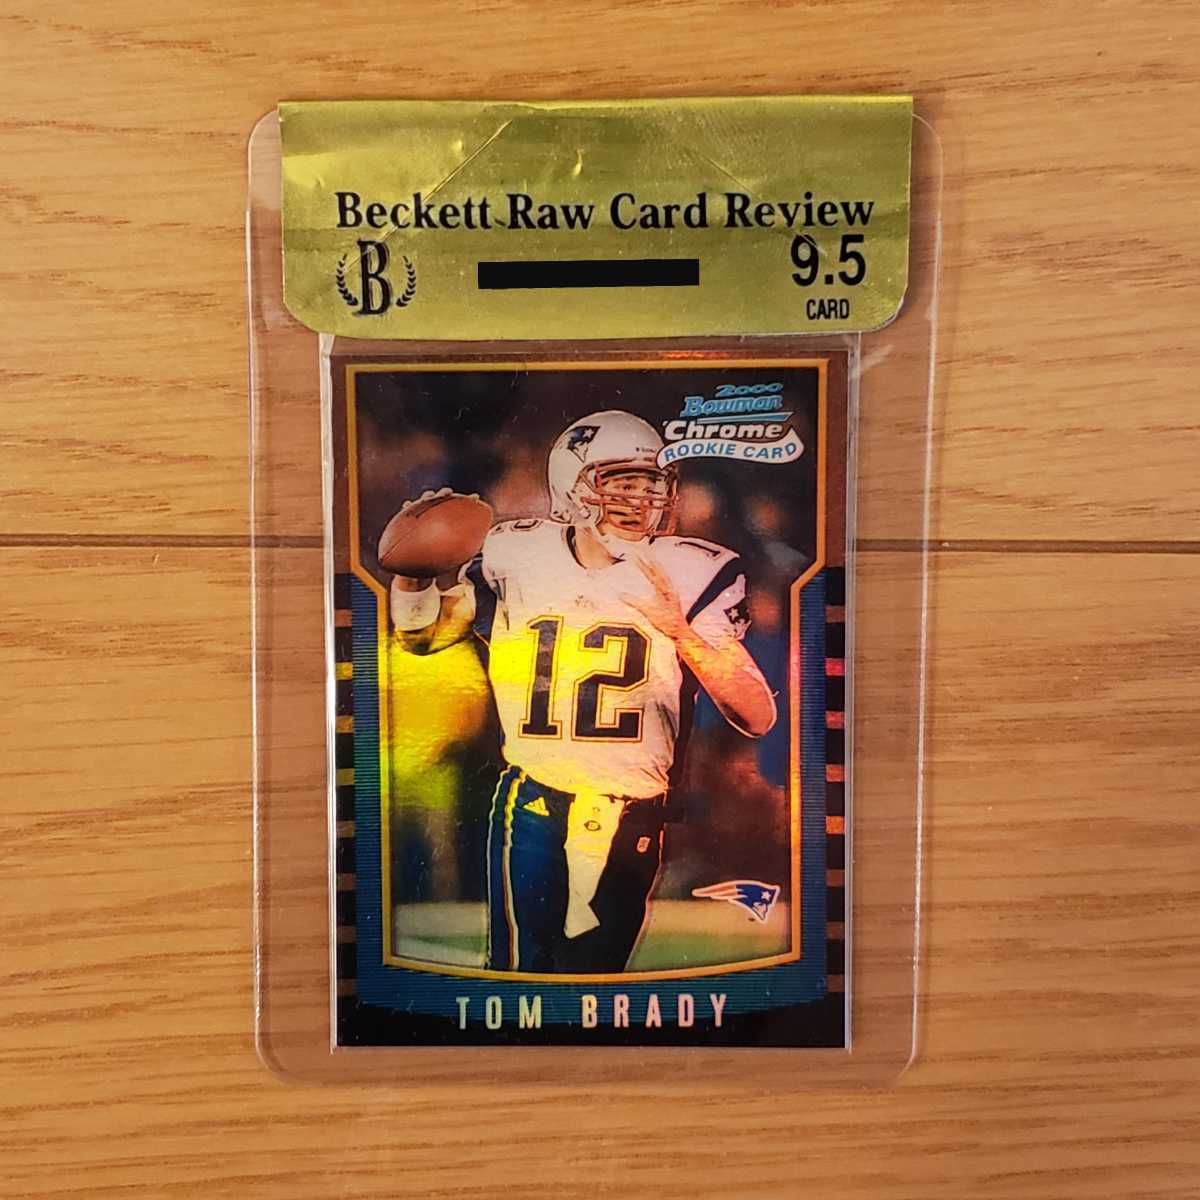 Beckett Raw Card Review
B
9.5
CARD
2000
Bowman
Chrome
ROOKIE CARD
12
TOM BRADY